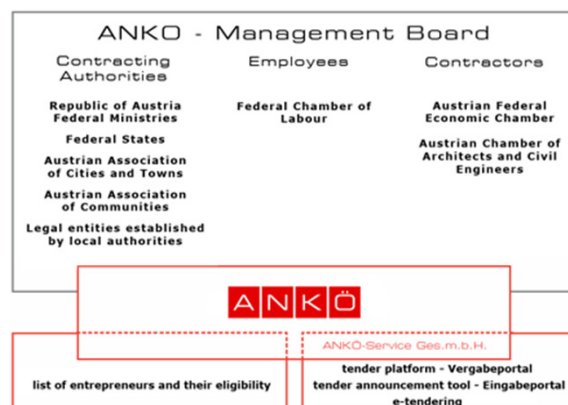 ANKO - Management Board
Contracting
Authorities
Republic of Austria
Federal Ministries
Federal States
Austrian Association
of Cities and Towns
Austrian Association
of Communities
Legal entities established
by local authorities
Employees
Federal Chamber of
Labour
Contractors
Austrian Federal
Economic Chamber
Austrian Chamber of
Architects and Civil
Engineers
ANKÖ
ANKÖ-Service Ges.m.b.H.
list of entrepreneurs and their eligibility
tender platform - Vergabeportal
tender announcement tool - Eingabeportal
e-tendering